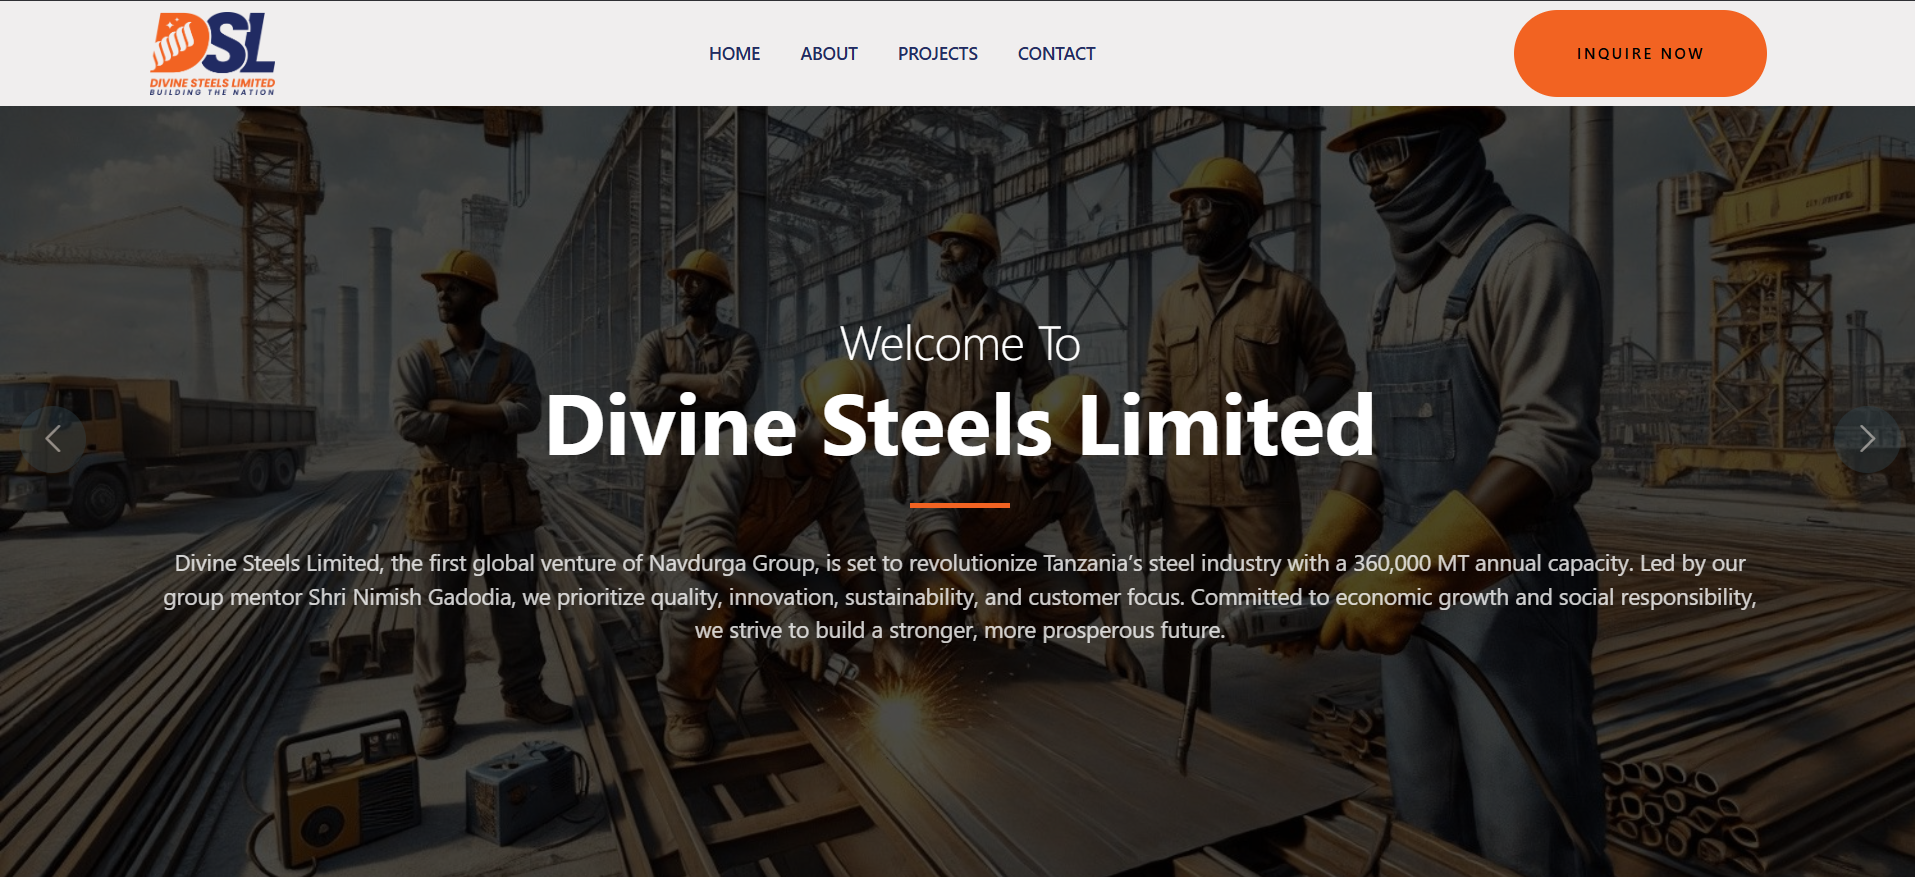 DSL
DIVINE STEELS LIMITED
BUILDING THE NATION
HOME ABOUT PROJECTS CONTACT
INQUIRE NOW
Welcome To
Divine Steels Limited
Divine Steels Limited, the first global venture of Navdurga Group, is set to revolutionize Tanzania’s steel industry with a 360,000 MT annual capacity. Led by our
group mentor Shri Nimish Gadodia, we prioritize quality, innovation, sustainability, and customer focus. Committed to economic growth and social responsibility,
we strive to build a stronger, more prosperous future.